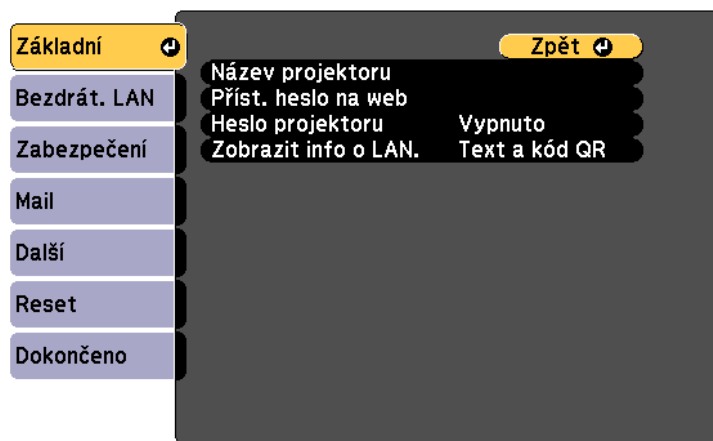 Základní
Bezdrát. LAN
Zabezpečení
Mail
Další
Reset
Dokončeno
Zpět
Název projektoru
Příst. heslo na web
Heslo projektoru Vypnuto
Zobrazit info o LAN. Text a kód QR